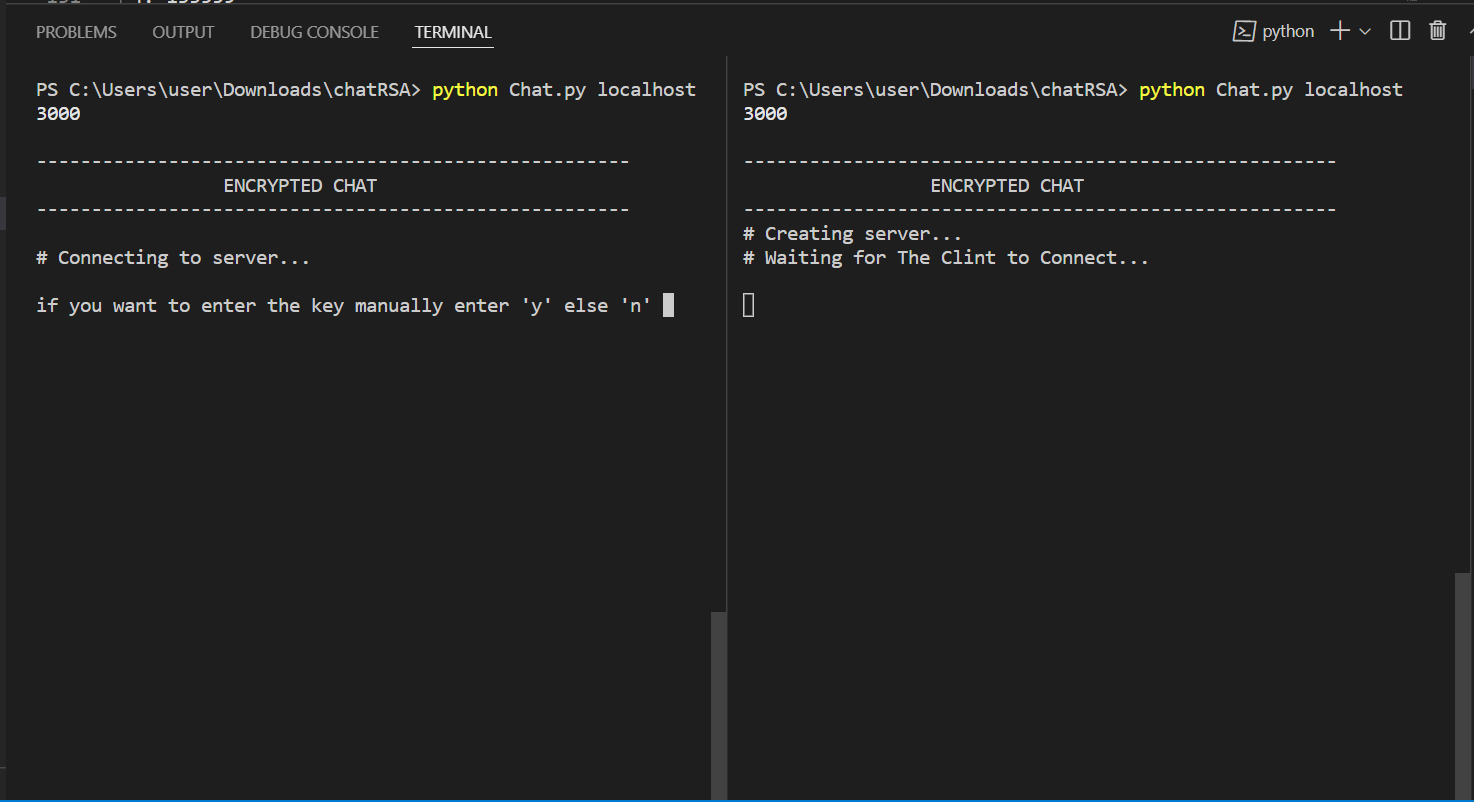 PROBLEMS OUTPUT DEBUG CONSOLE TERMINAL python
PS C:\Users\user\Downloads\chatRSA> python Chat.py localhost
3000
------------------------------------------------------
ENCRYPTED CHAT
------------------------------------------------------
# Connecting to server...
if you want to enter the key manually enter 'y' else 'n'
PS C:\Users\user\Downloads\chatRSA> python Chat.py localhost
3000
------------------------------------------------------
ENCRYPTED CHAT
------------------------------------------------------
# Creating server...
# Waiting for The Clint to Connect...